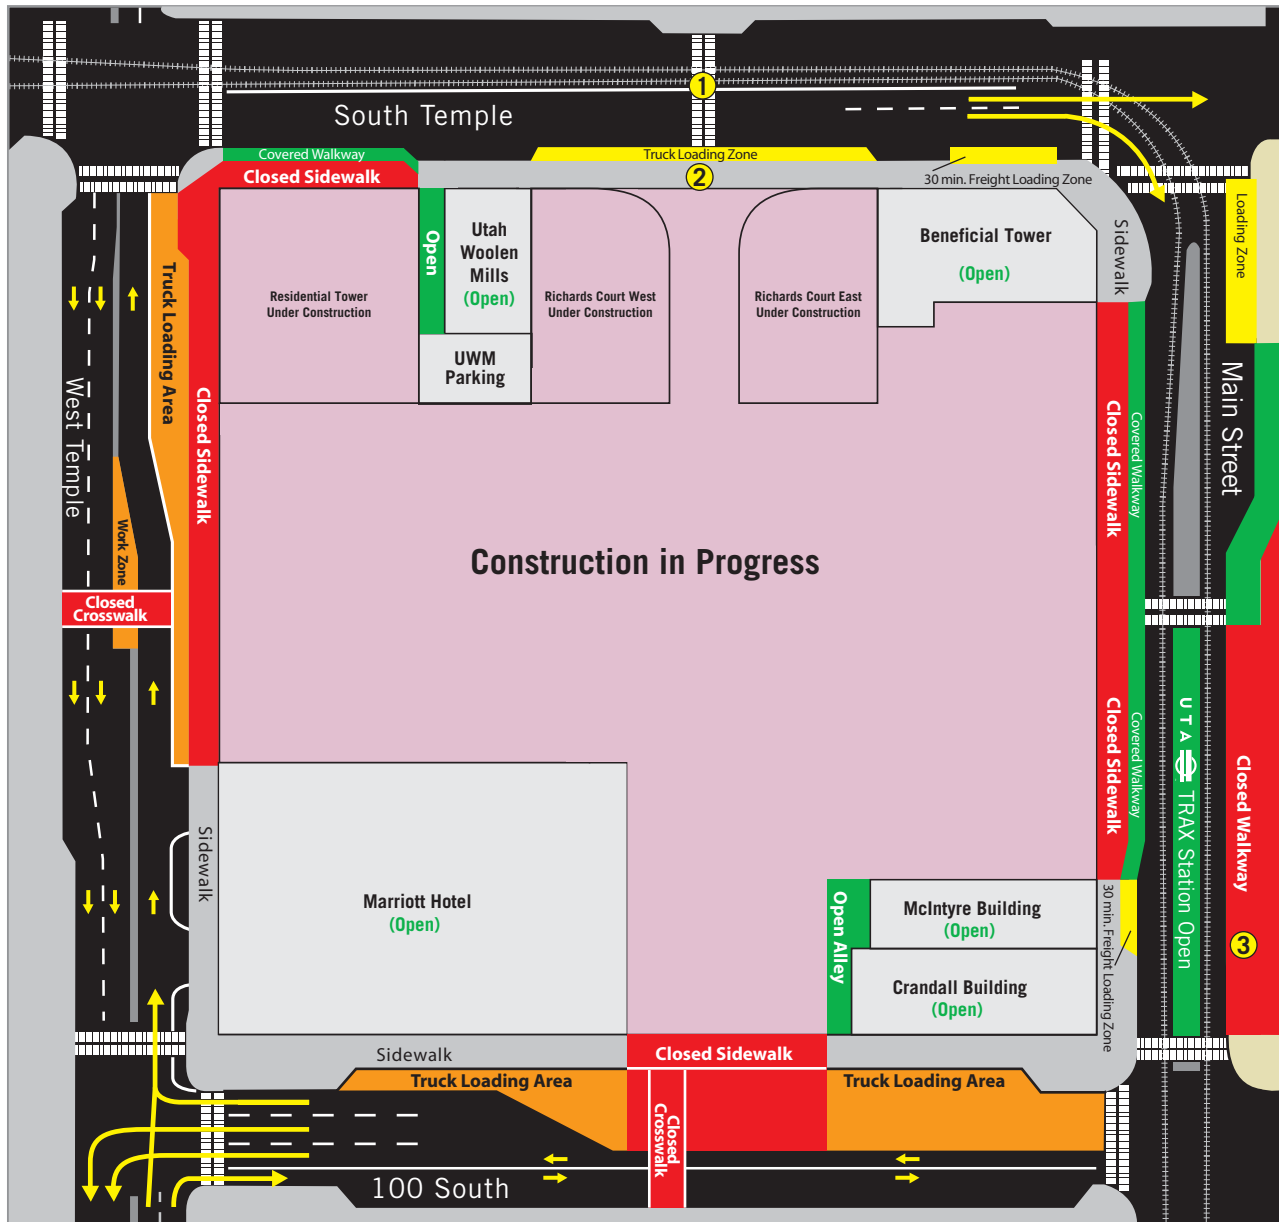 1
South Temple
Covered Walkway
Closed Sidewalk
Truck Loading Zone
2
30 min. Freight Loading Zone
Loading Zone
Sidewalk
Open
Utah
Woolen
Mills
(Open)
Beneficial Tower
(Open)
Residential Tower
Under Construction
Richards Court West
Under Construction
Richards Court East
Under Construction
UWM
Parking
Truck Loading Area
West Temple
Closed Sidewalk
Closed Sidewalk
Covered Walkway
Main Street
Work Zone
Construction in Progress
Closed
Crosswalk
Closed Sidewalk
Covered Walkway
UTA
TRAX Station Open
Closed Walkway
3
Sidewalk
Marriott Hotel
(Open)
Open Alley
McIntyre Building
(Open)
Crandall Building
(Open)
30 min. Freight Loading Zone
Sidewalk
Closed Sidewalk
Truck Loading Area
Truck Loading Area
Closed
Crosswalk
100 South